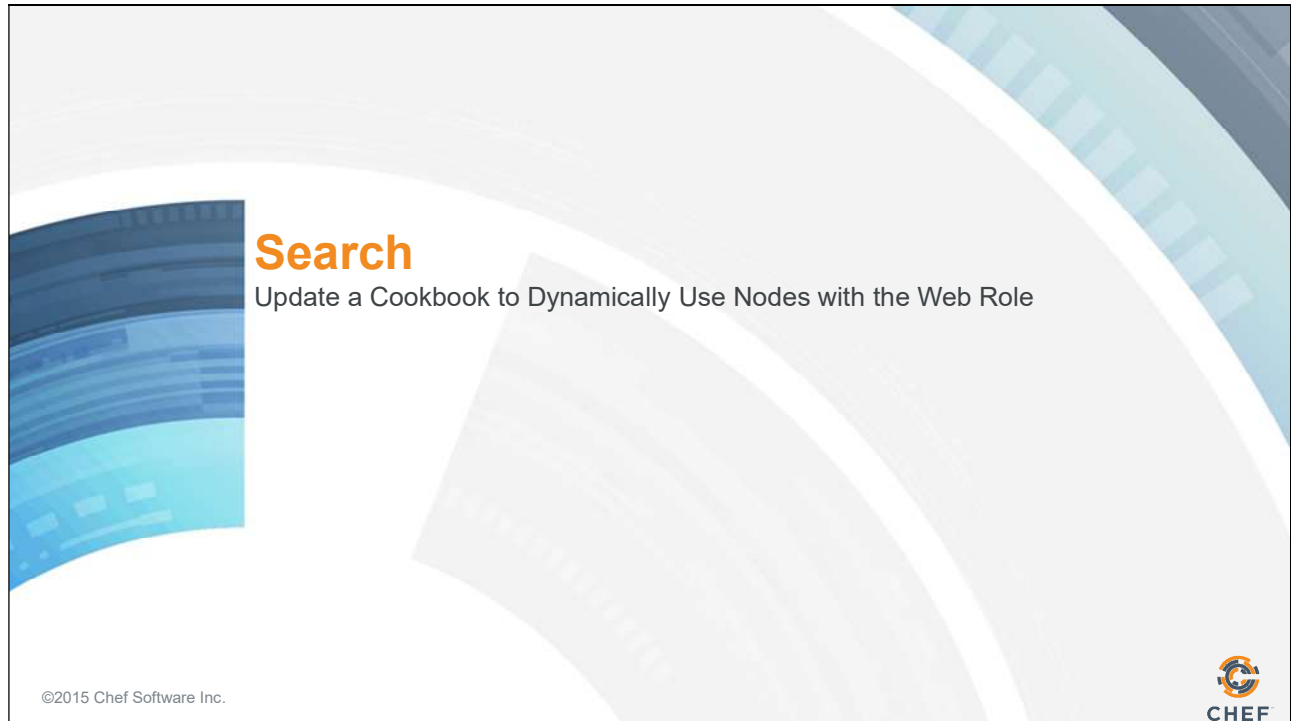 Search
Update a Cookbook to Dynamically Use Nodes with the Web Role
©2015 Chef Software Inc.
CHEF